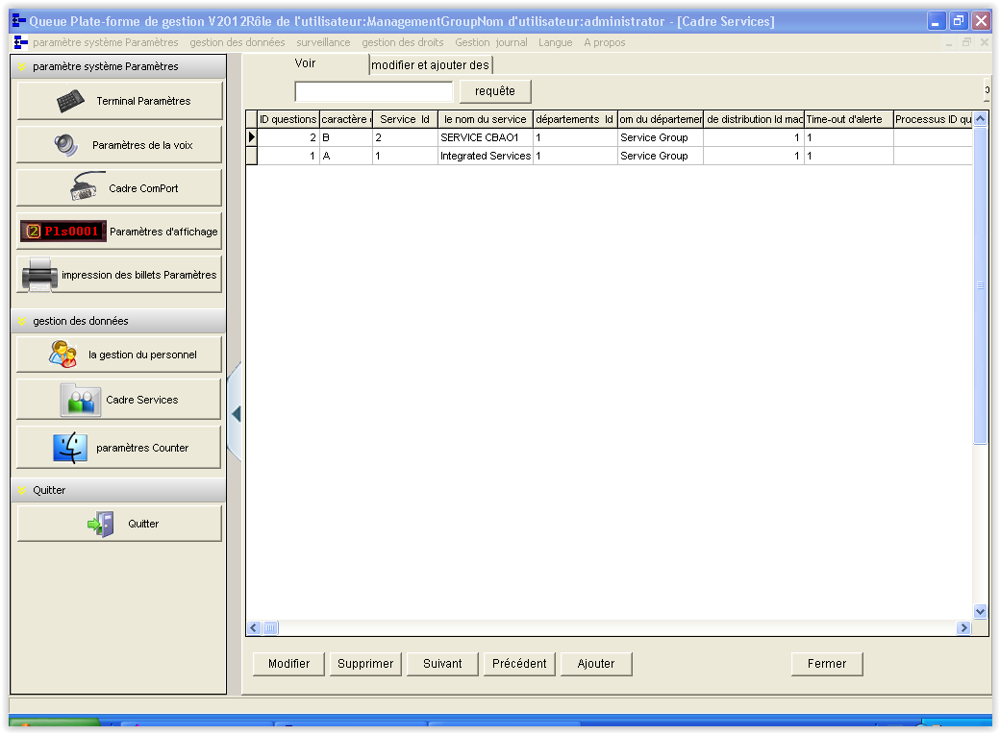 Queue Plate-forme de gestion V2012Rôle de l'utilisateur:ManagementGroupNom d'utilisateur:administrator - [Cadre Services]
paramètre système Paramètres gestion des données surveillance gestion des droits Gestion journal Langue A propos
paramètre système Paramètres
Terminal Paramètres
Paramètres de la voix
Cadre ComPort
2 Pls0001 Paramètres d'affichage
impression des billets Paramètres
gestion des données
la gestion du personnel
Cadre Services
paramètres Counter
Quitter
Quitter
Voir modifier et ajouter des
requête
ID questions caractère Service Id le nom du service départements Id om du départemer de distribution Id mac Time-out d'alerte Processus ID qu
2 B 2 SERVICE CBAO1 1 Service Group 1 1
1 A 1 Integrated Services 1 Service Group 1 1
Modifier Supprimer Suivant Précédent Ajouter Fermer